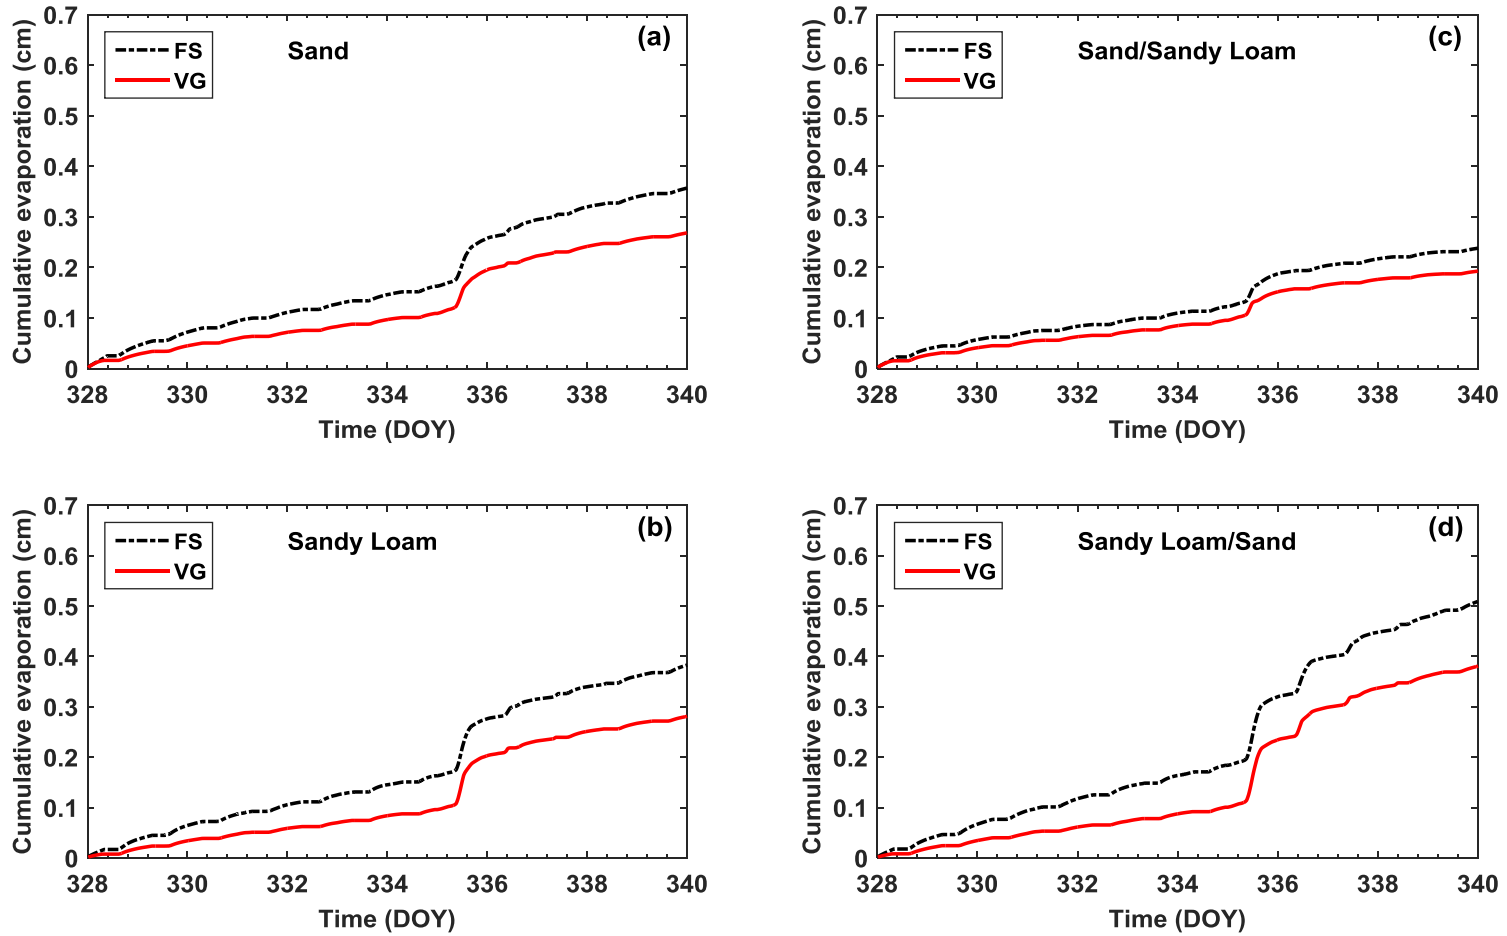 Cumulative evaporation (cm)
0.7
0.6
0.5
0.4
0.3
0.2
0.1
0
FS
VG
Sand
(a)
328 330 332 334 336 338 340
Time (DOY)
Cumulative evaporation (cm)
0.7
0.6
0.5
0.4
0.3
0.2
0.1
0
FS
VG
Sand/Sandy Loam
(c)
328 330 332 334 336 338 340
Time (DOY)
Cumulative evaporation (cm)
0.7
0.6
0.5
0.4
0.3
0.2
0.1
0
FS
VG
Sandy Loam
(b)
328 330 332 334 336 338 340
Time (DOY)
Cumulative evaporation (cm)
0.7
0.6
0.5
0.4
0.3
0.2
0.1
0
FS
VG
Sandy Loam/Sand
(d)
328 330 332 334 336 338 340
Time (DOY)